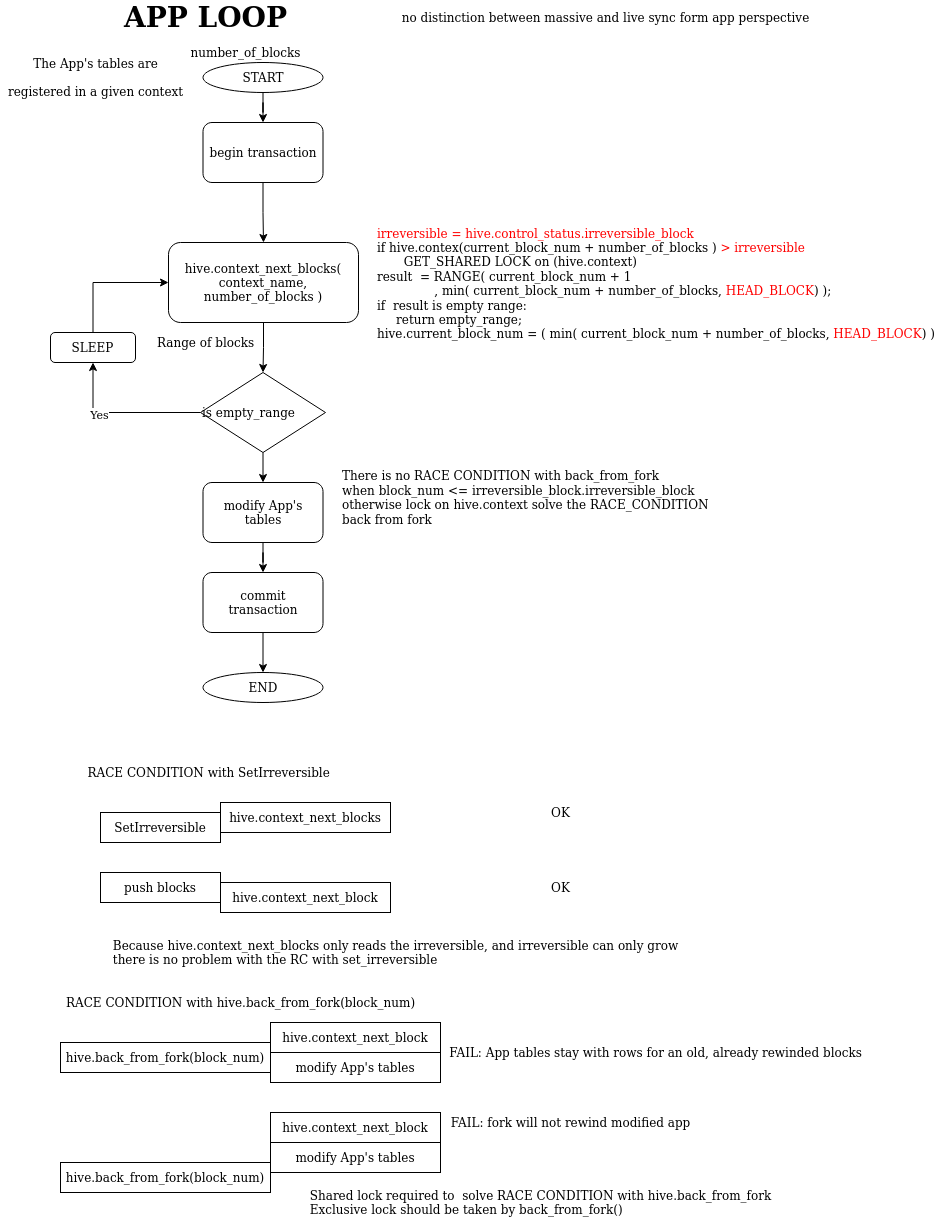 APP LOOP
no distinction between massive and live sync form app perspective
number_of_blocks
The App's tables are
registered in a given context
START
begin transaction
irreversible = hive.control_status.irreversible_block
if hive.contex(current_block_num + number_of_blocks ) > irreversible
GET_SHARED LOCK on (hive.context)
result = RANGE( current_block_num + 1
, min( current_block_num + number_of_blocks, HEAD_BLOCK) );
if result is empty range:
return empty_range;
hive.current_block_num = ( min( current_block_num + number_of_blocks, HEAD_BLOCK) )
hive.context_next_blocks(
context_name,
number_of_blocks )
SLEEP
Range of blocks
Yes
is empty_range
There is no RACE CONDITION with back_from_fork
when block_num <= irreversible_block.irreversible_block
otherwise lock on hive.context solve the RACE_CONDITION
back from fork
modify App's
tables
commit
transaction
END
RACE CONDITION with SetIrreversible
SetIrreversible
hive.context_next_blocks
OK
push blocks
hive.context_next_block
OK
Because hive.context_next_blocks only reads the irreversible, and irreversible can only grow
there is no problem with the RC with set_irreversible
RACE CONDITION with hive.back_from_fork(block_num)
hive.context_next_block
hive.back_from_fork(block_num)
modify App's tables
FAIL: App tables stay with rows for an old, already rewinded blocks
hive.context_next_block
FAIL: fork will not rewind modified app
modify App's tables
hive.back_from_fork(block_num)
Shared lock required to solve RACE CONDITION with hive.back_from_fork
Exclusive lock should be taken by back_from_fork()